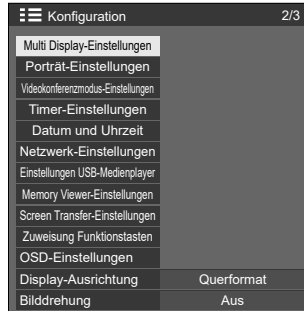 Konfiguration 2/3
Multi Display-Einstellungen
Porträt-Einstellungen
Videokonferenzmodus-Einstellungen
Timer-Einstellungen
Datum und Uhrzeit
Netzwerk-Einstellungen
Einstellungen USB-Medienplayer
Memory Viewer-Einstellungen
Screen Transfer-Einstellungen
Zuweisung Funktionstasten
OSD-Einstellungen
Display-Ausrichtung Querformat
Bilddrehung Aus